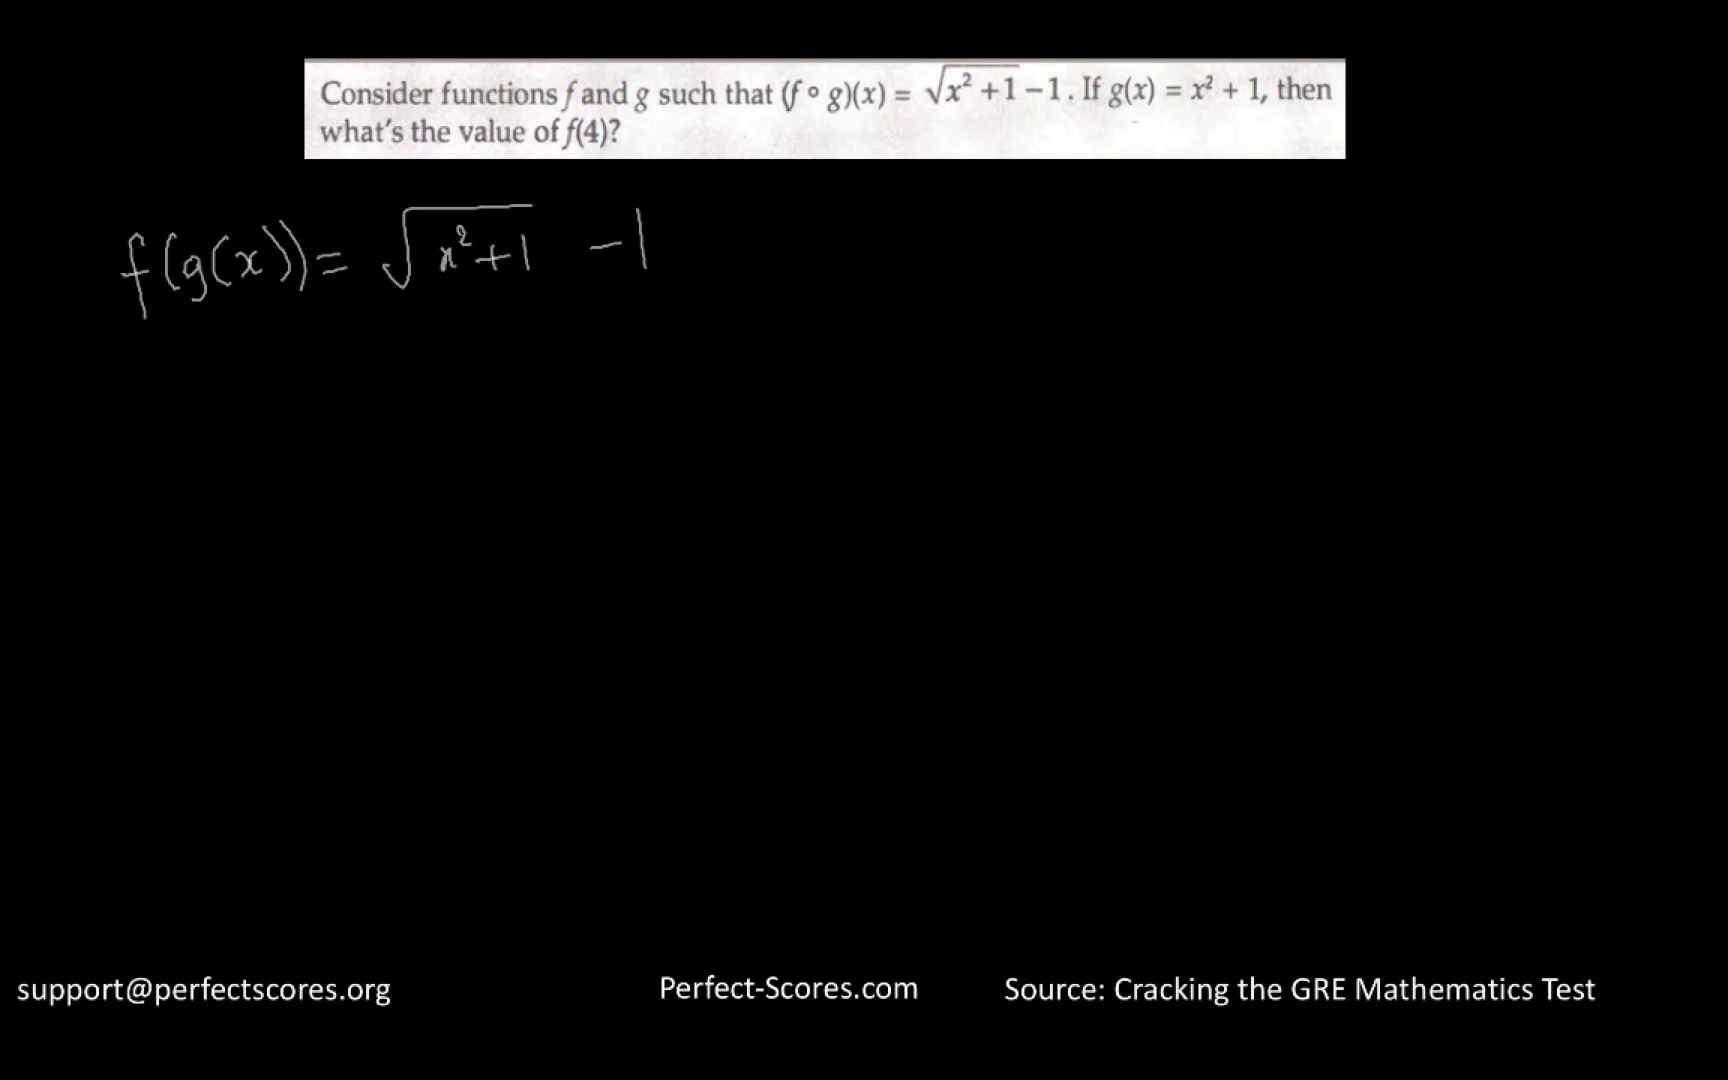 Consider functions f and g such that (f ∘ g)(x) = √(x² + 1) − 1. If g(x) = x² + 1, then
what's the value of f(4)?
f(g(x)) = √(x² + 1) − 1
support@perfectscores.org
Perfect-Scores.com
Source: Cracking the GRE Mathematics Test